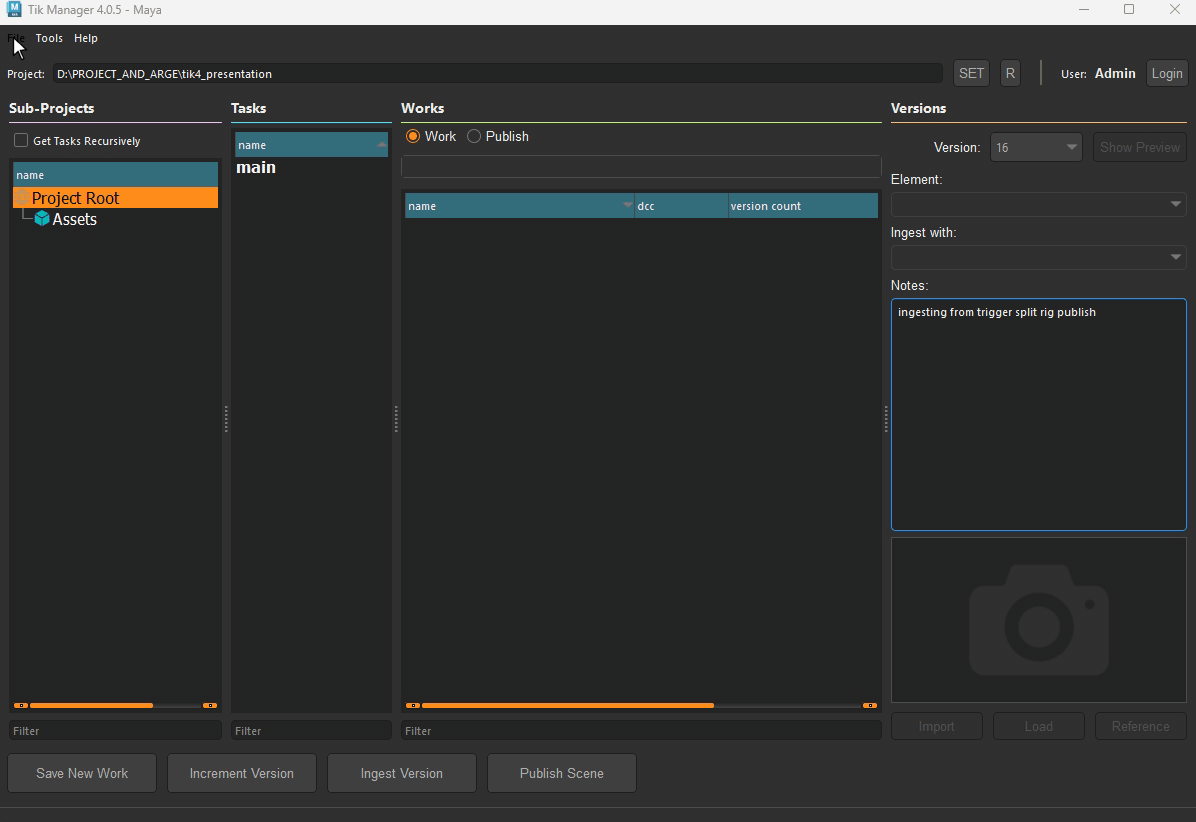 Tik Manager 4.0.5 - Maya
File Tools Help
Project: D:\PROJECT_AND_ARGE\tik4_presentation SET R User: Admin Login
Sub-Projects
Get Tasks Recursively
name
Project Root
Assets
Filter
Tasks
name
main
Filter
Works
Work Publish
name dcc version count
Filter
Versions
Version: 16 Show Preview
Element:
Ingest with:
Notes:
ingesting from trigger split rig publish
Import Load Reference
Save New Work Increment Version Ingest Version Publish Scene